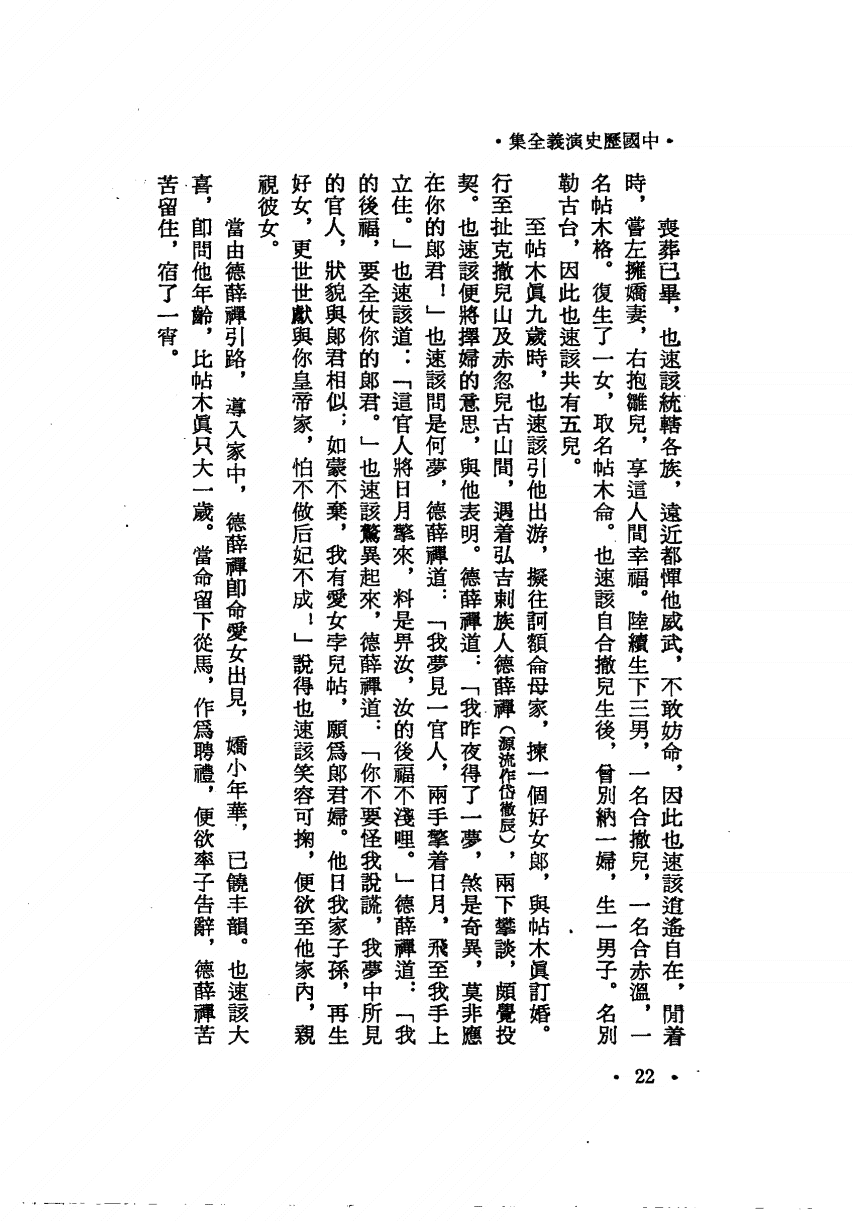 ·中國歷史演義全集·
喪葬已畢，也速該統轄各族，遠近都憚他威武，不敢妨命，因此也速該逍遙自在，閒着
時，嘗左擁嬌妻，右抱雛兒，享這人間幸福。陸續生下三男，一名合撒兒，一名合赤溫，一
名帖木格。復生了一女，取名帖木侖。也速該自合撒兒生後，曾別納一婦，生一男子。名別
勒古台，因此也速該共有五兒。
至帖木眞九歲時，也速該引他出游，擬往訶額侖母家，揀一個好女郎，與帖木眞訂婚。
行至扯克撒兒山及赤忽兒古山間，遇着弘吉剌族人德薛禪（源流作岱徹辰），兩下攀談，頗覺投
契。也速該便將擇婦的意思，與他表明。德薛禪道：「我昨夜得了一夢，煞是奇異，莫非應
在你的郞君！」也速該問是何夢，德薛禪道：「我夢見一官人，兩手擎着日月，飛至我手上
立住。」也速該道：「這官人將日月擎來，料是畀汝，汝的後福不淺哩。」德薛禪道：「我
的後福，要全仗你的郞君。」也速該驚異起來，德薛禪道：「你不要怪我說謊，我夢中所見
的官人，狀貌與郞君相似；如蒙不棄，我有愛女孛兒帖，願爲郞君婦。他日我家子孫，再生
好女，更世世獻與你皇帝家，怕不做后妃不成！」說得也速該笑容可掬，便欲至他家內，親
視彼女。
當由德薛禪引路，導入家中，德薛禪卽命愛女出見，嬌小年華，已饒丰韻。也速該大
喜，卽問他年齡，比帖木眞只大一歲。當命留下從馬，作爲聘禮，便欲率子告辭，德薛禪苦
苦留住，宿了一宵。
· 22 ·